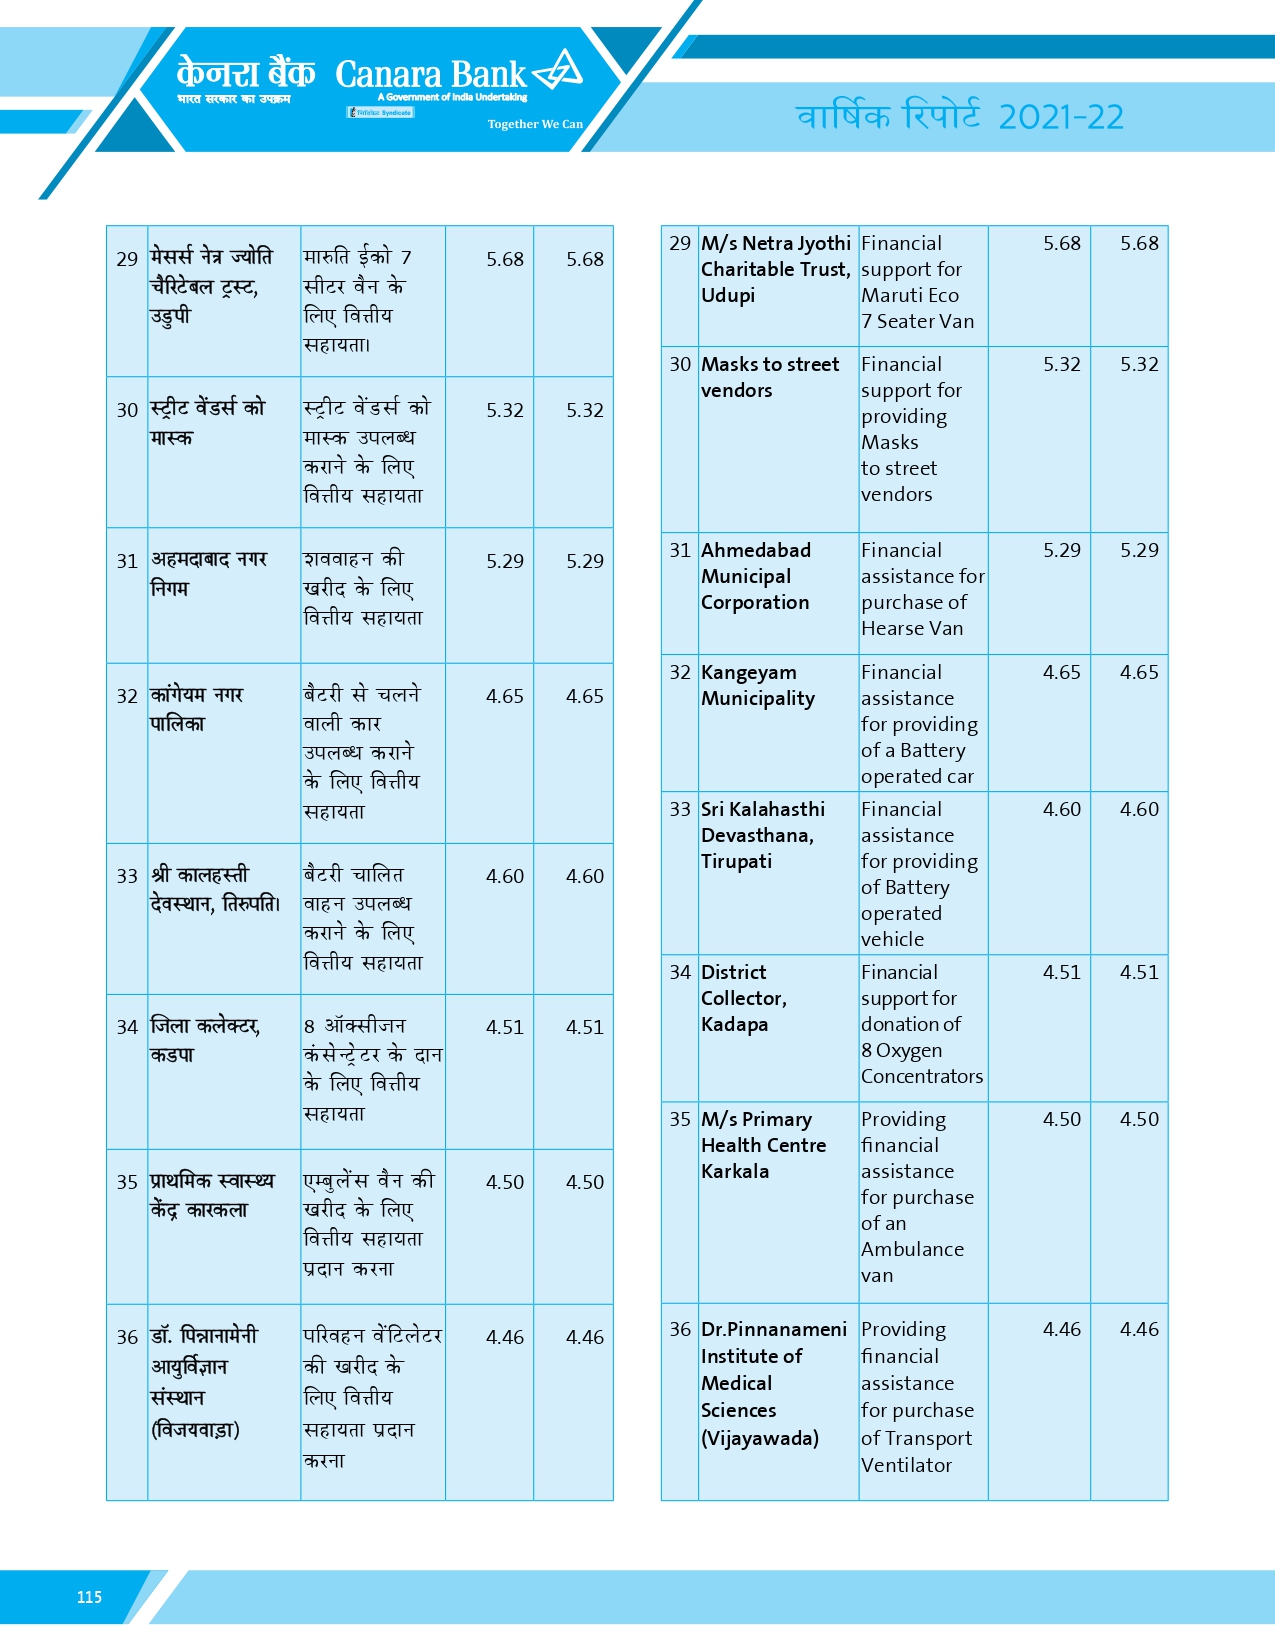 केनरा बैंक Canara Bank
भारत सरकार का उपक्रम
A Government of India Undertaking
सिंडिकेट Syndicate
Together We Can
वार्षिक रिपोर्ट 2021-22
29 मेसर्स नेत्र ज्योति मारुति ईको 7 5.68 5.68
चैरिटेबल ट्रस्ट, सीटर वैन के
उडुपी लिए वित्तीय
सहायता।
30 स्ट्रीट वेंडर्स को स्ट्रीट वेंडर्स को 5.32 5.32
मास्क मास्क उपलब्ध
कराने के लिए
वित्तीय सहायता
31 अहमदाबाद नगर शववाहन की 5.29 5.29
निगम खरीद के लिए
वित्तीय सहायता
32 कांगेयम नगर बैटरी से चलने 4.65 4.65
पालिका वाली कार
उपलब्ध कराने
के लिए वित्तीय
सहायता
33 श्री कालहस्ती बैटरी चालित 4.60 4.60
देवस्थान, तिरुपति। वाहन उपलब्ध
कराने के लिए
वित्तीय सहायता
34 जिला कलेक्टर, 8 ऑक्सीजन 4.51 4.51
कडपा कंसेन्ट्रेटर के दान
के लिए वित्तीय
सहायता
35 प्राथमिक स्वास्थ्य एम्बुलेंस वैन की 4.50 4.50
केंद्र कारकला खरीद के लिए
वित्तीय सहायता
प्रदान करना
36 डॉ. पिन्नानामेनी परिवहन वेंटिलेटर 4.46 4.46
आयुर्विज्ञान की खरीद के
संस्थान लिए वित्तीय
(विजयवाड़ा) सहायता प्रदान
करना
29 M/s Netra Jyothi Financial 5.68 5.68
Charitable Trust, support for
Udupi Maruti Eco
7 Seater Van
30 Masks to street Financial 5.32 5.32
vendors support for
providing
Masks
to street
vendors
31 Ahmedabad Financial 5.29 5.29
Municipal assistance for
Corporation purchase of
Hearse Van
32 Kangeyam Financial 4.65 4.65
Municipality assistance
for providing
of a Battery
operated car
33 Sri Kalahasthi Financial 4.60 4.60
Devasthana, assistance
Tirupati for providing
of Battery
operated
vehicle
34 District Financial 4.51 4.51
Collector, support for
Kadapa donation of
8 Oxygen
Concentrators
35 M/s Primary Providing 4.50 4.50
Health Centre financial
Karkala assistance
for purchase
of an
Ambulance
van
36 Dr.Pinnanameni Providing 4.46 4.46
Institute of financial
Medical assistance
Sciences for purchase
(Vijayawada) of Transport
Ventilator
115